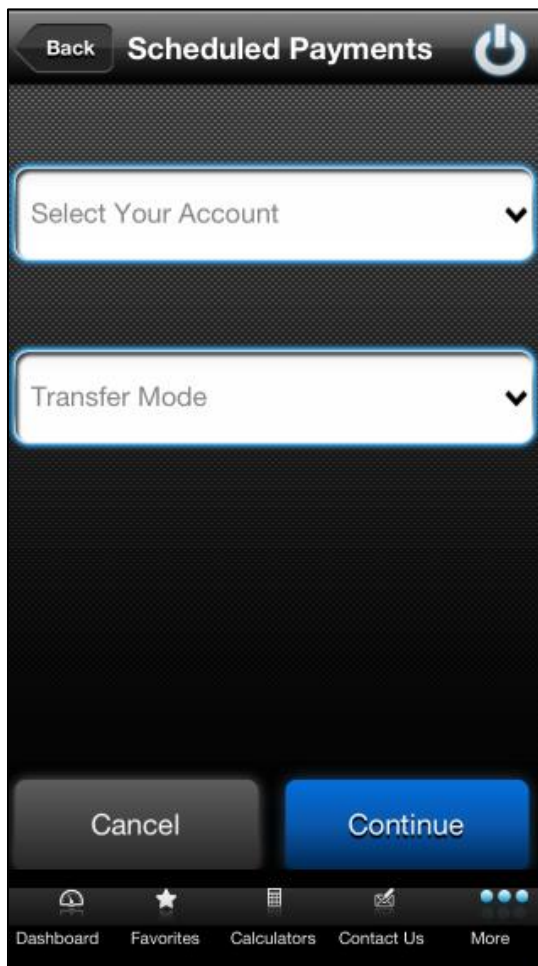 Back Scheduled Payments
Select Your Account
Transfer Mode
Cancel Continue
Dashboard Favorites Calculators Contact Us More